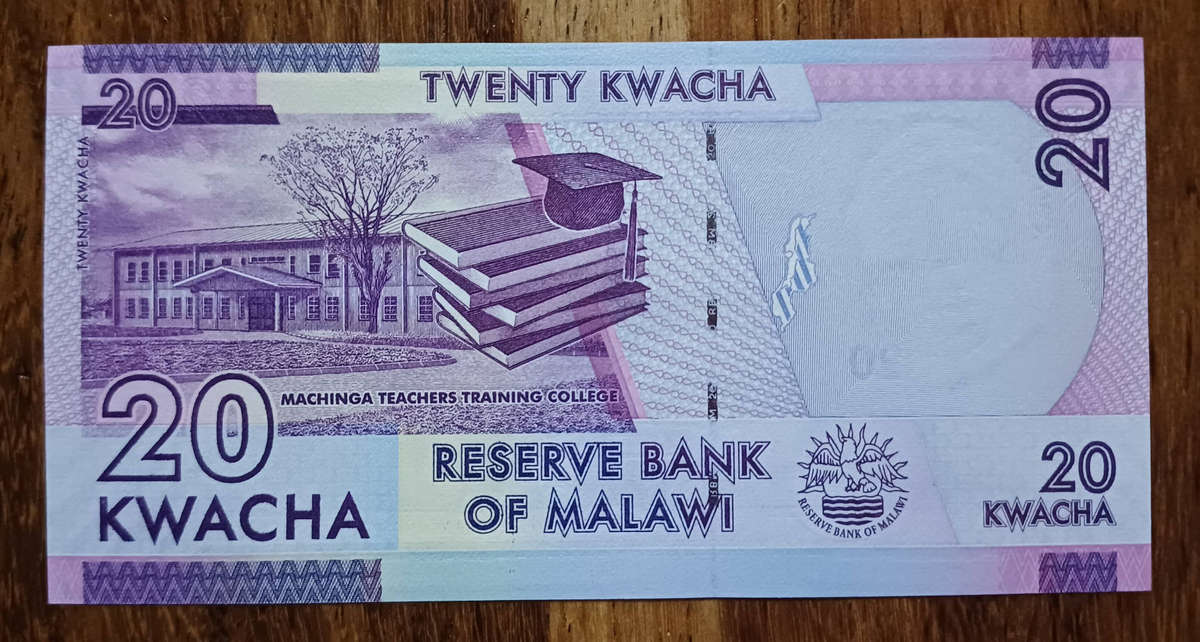 20
TWENTY KWACHA
20
TWENTY KWACHA
MACHINGA TEACHERS TRAINING COLLEGE
20
KWACHA
RESERVE BANK
OF MALAWI
RESERVE BANK OF MALAWI
20
KWACHA